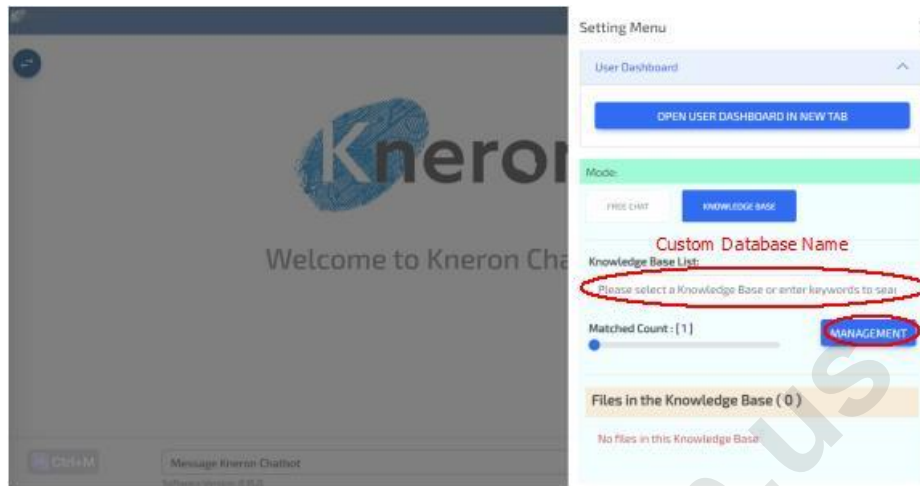 Setting Menu
User Dashboard
OPEN USER DASHBOARD IN NEW TAB
Kneron
Mode:
FREE CHAT
KNOWLEDGE BASE
Welcome to Kneron Cha
Custom Database Name
Knowledge Base List:
Please select a Knowledge Base or enter keywords to sear
Matched Count : [ 1 ]
MANAGEMENT
Files in the Knowledge Base ( 0 )
No files in this Knowledge Base
Ctrl+M
Message Kneron Chatbot